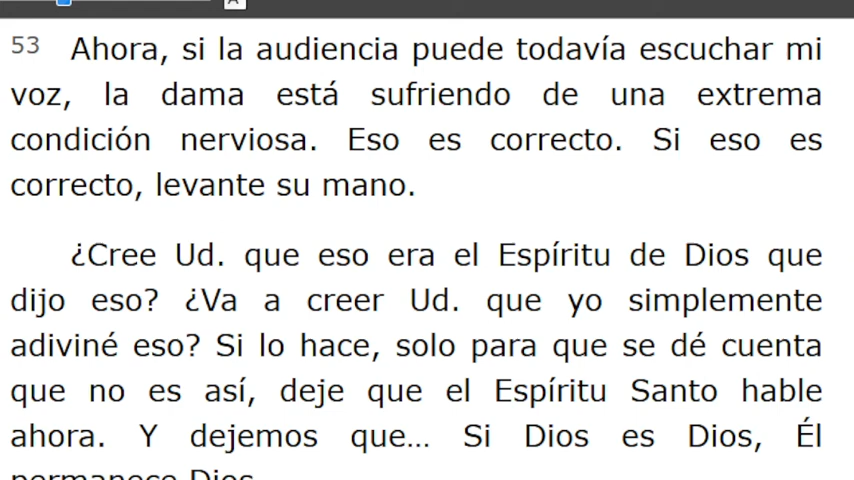 53 Ahora, si la audiencia puede todavía escuchar mi
voz, la dama está sufriendo de una extrema
condición nerviosa. Eso es correcto. Si eso es
correcto, levante su mano.
¿Cree Ud. que eso era el Espíritu de Dios que
dijo eso? ¿Va a creer Ud. que yo simplemente
adiviné eso? Si lo hace, solo para que se dé cuenta
que no es así, deje que el Espíritu Santo hable
ahora. Y dejemos que... Si Dios es Dios, Él
permanece Dios.